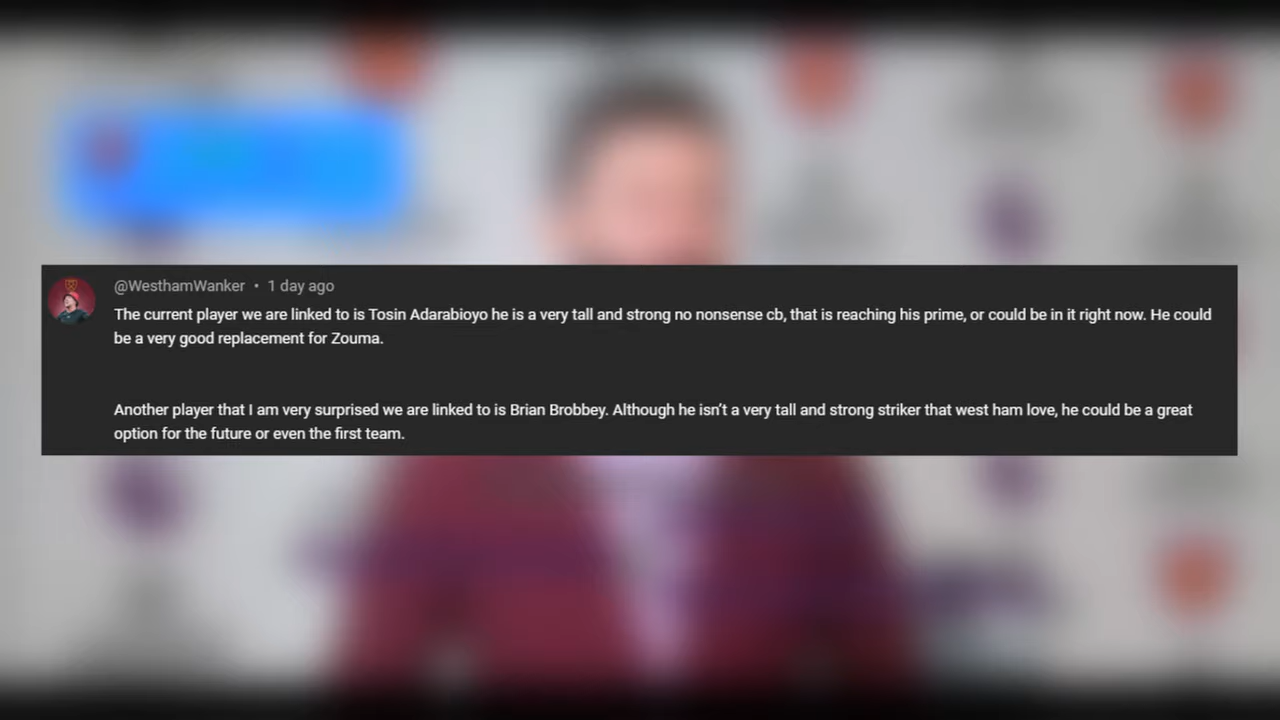 @WesthamWanker • 1 day ago
The current player we are linked to is Tosin Adarabioyo he is a very tall and strong no nonsense cb, that is reaching his prime, or could be in it right now. He could
be a very good replacement for Zouma.
Another player that I am very surprised we are linked to is Brian Brobbey. Although he isn’t a very tall and strong striker that west ham love, he could be a great
option for the future or even the first team.